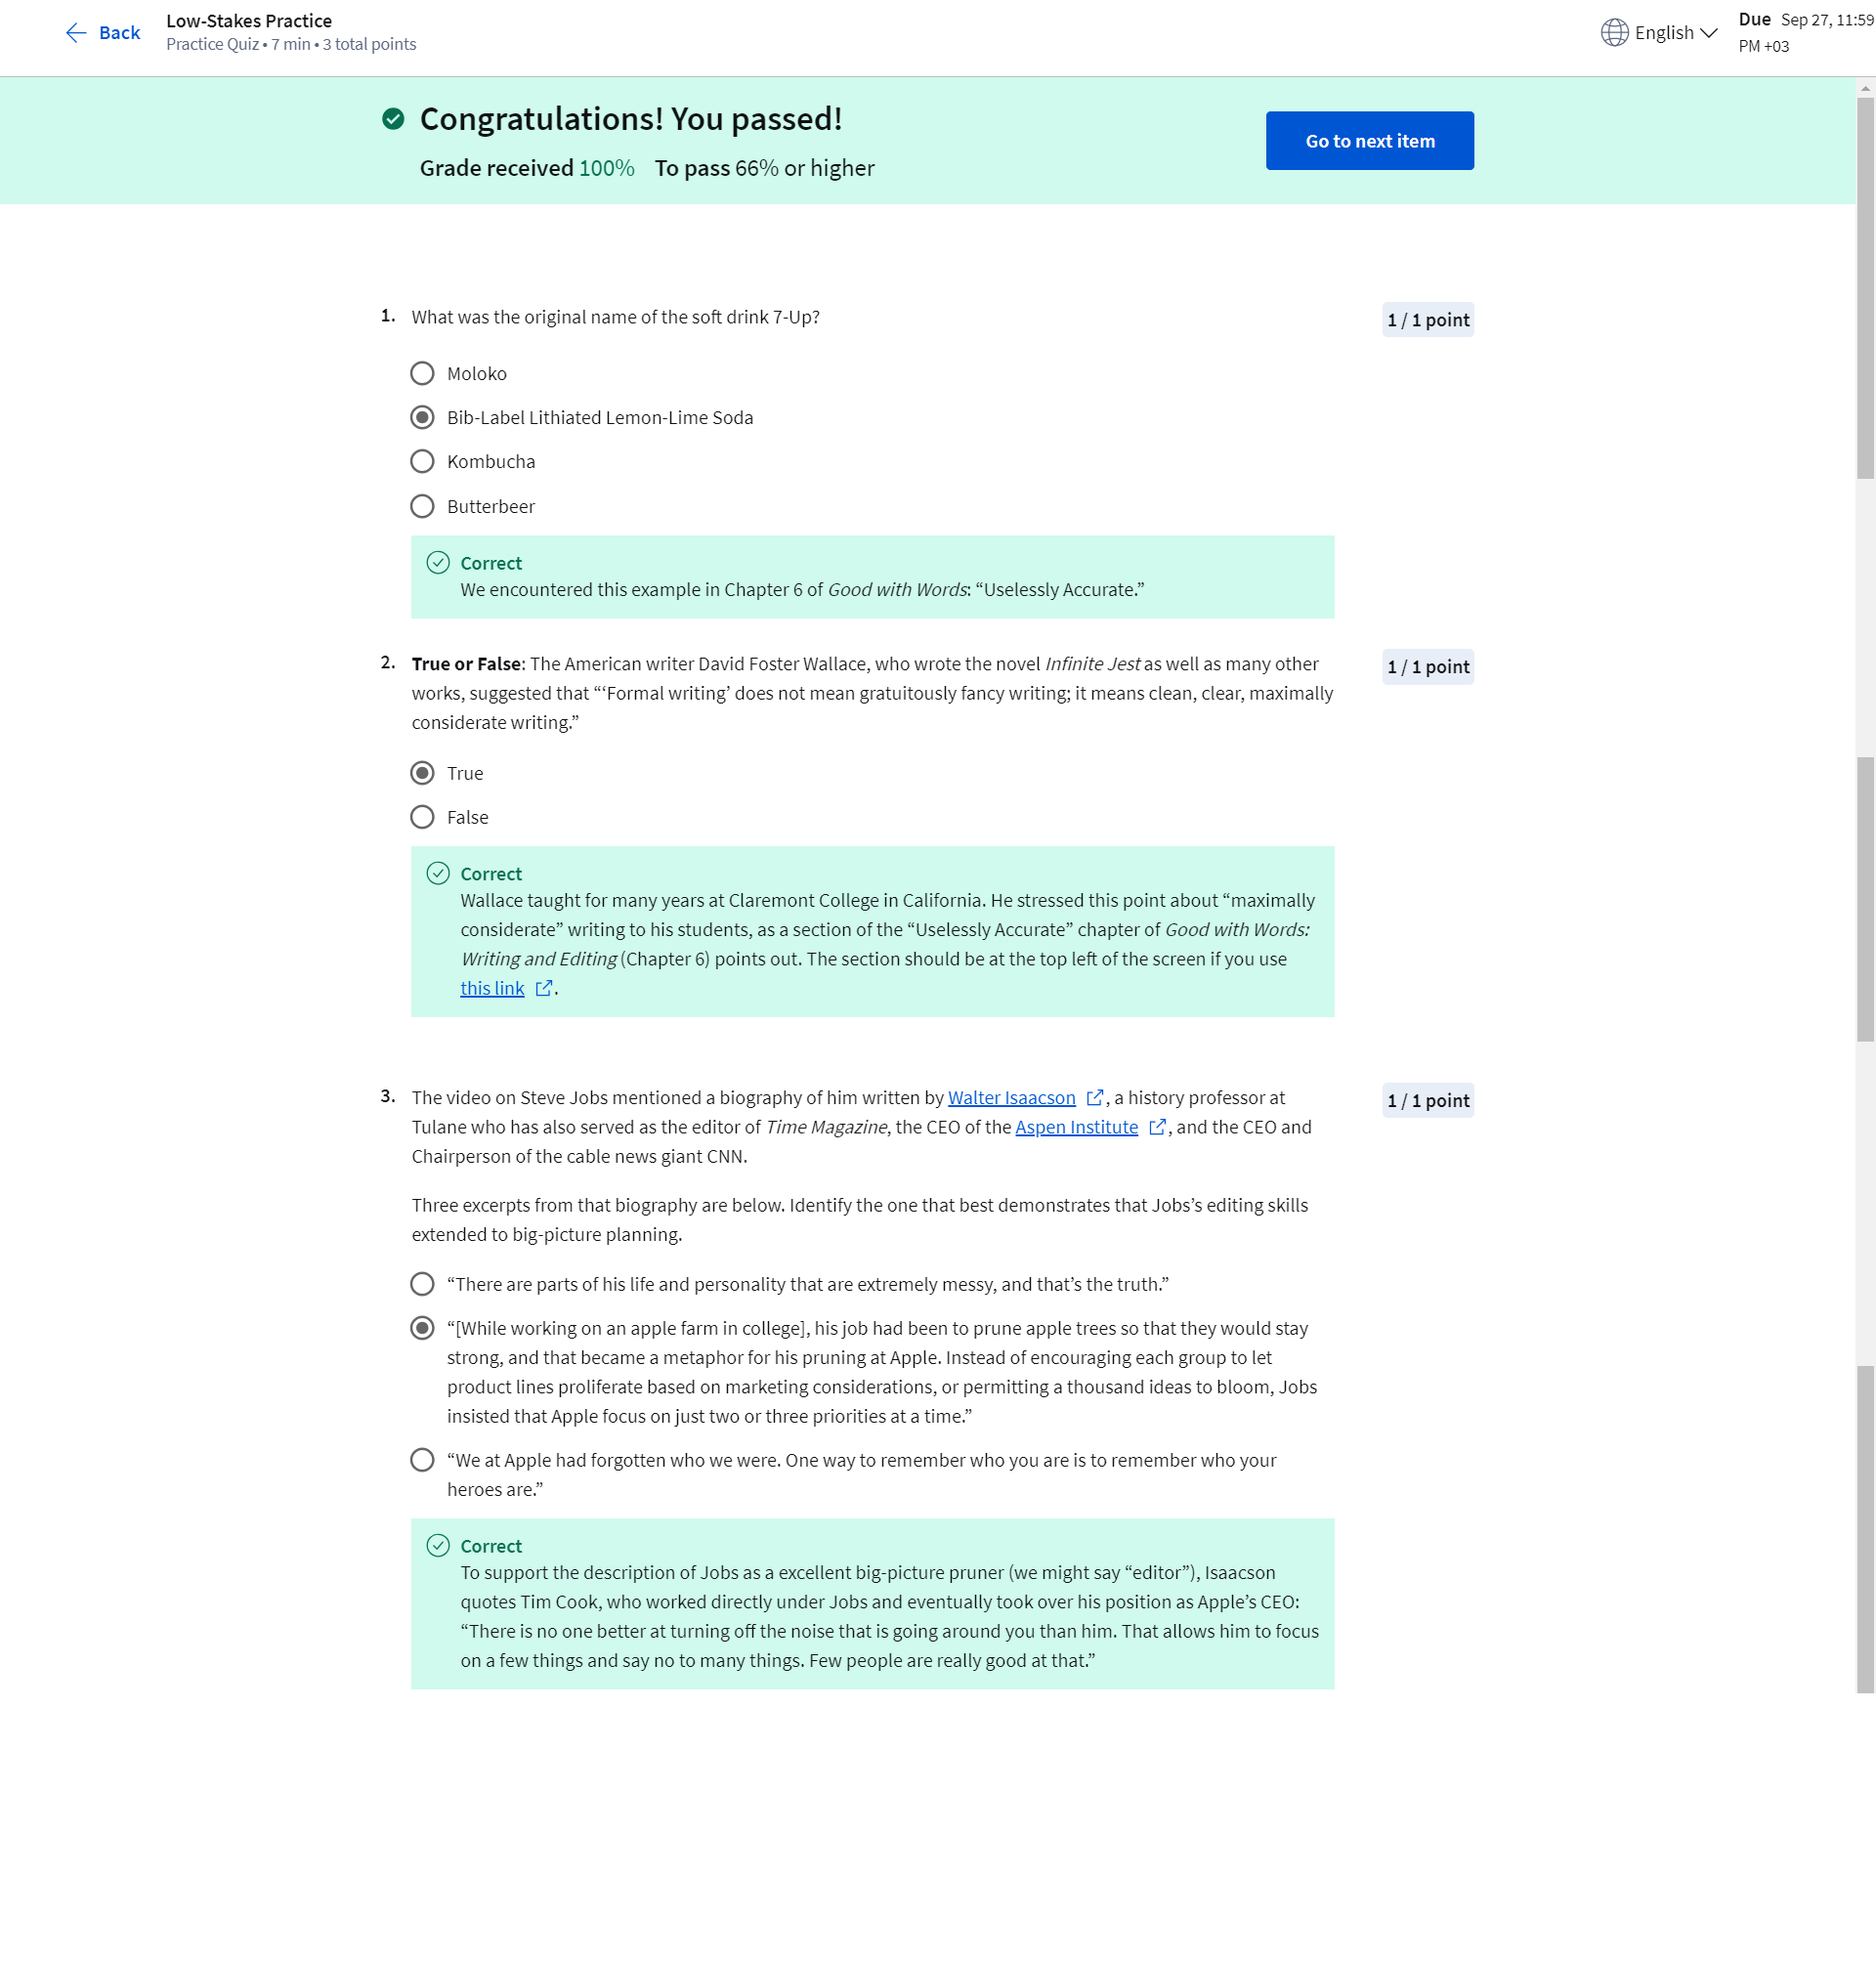 Back
Low-Stakes Practice
Practice Quiz • 7 min • 3 total points
English
Due Sep 27, 11:59
PM +03
Congratulations! You passed!
Grade received 100% To pass 66% or higher
Go to next item
1. What was the original name of the soft drink 7-Up?
1 / 1 point
Moloko
Bib-Label Lithiated Lemon-Lime Soda
Kombucha
Butterbeer
Correct
We encountered this example in Chapter 6 of Good with Words: “Uselessly Accurate.”
2. True or False: The American writer David Foster Wallace, who wrote the novel Infinite Jest as well as many other
works, suggested that “‘Formal writing’ does not mean gratuitously fancy writing; it means clean, clear, maximally
considerate writing.”
1 / 1 point
True
False
Correct
Wallace taught for many years at Claremont College in California. He stressed this point about “maximally
considerate” writing to his students, as a section of the “Uselessly Accurate” chapter of Good with Words:
Writing and Editing (Chapter 6) points out. The section should be at the top left of the screen if you use
this link.
3. The video on Steve Jobs mentioned a biography of him written by Walter Isaacson, a history professor at
Tulane who has also served as the editor of Time Magazine, the CEO of the Aspen Institute, and the CEO and
Chairperson of the cable news giant CNN.
1 / 1 point
Three excerpts from that biography are below. Identify the one that best demonstrates that Jobs’s editing skills
extended to big-picture planning.
“There are parts of his life and personality that are extremely messy, and that’s the truth.”
“[While working on an apple farm in college], his job had been to prune apple trees so that they would stay
strong, and that became a metaphor for his pruning at Apple. Instead of encouraging each group to let
product lines proliferate based on marketing considerations, or permitting a thousand ideas to bloom, Jobs
insisted that Apple focus on just two or three priorities at a time.”
“We at Apple had forgotten who we were. One way to remember who you are is to remember who your
heroes are.”
Correct
To support the description of Jobs as a excellent big-picture pruner (we might say “editor”), Isaacson
quotes Tim Cook, who worked directly under Jobs and eventually took over his position as Apple’s CEO:
“There is no one better at turning off the noise that is going around you than him. That allows him to focus
on a few things and say no to many things. Few people are really good at that.”